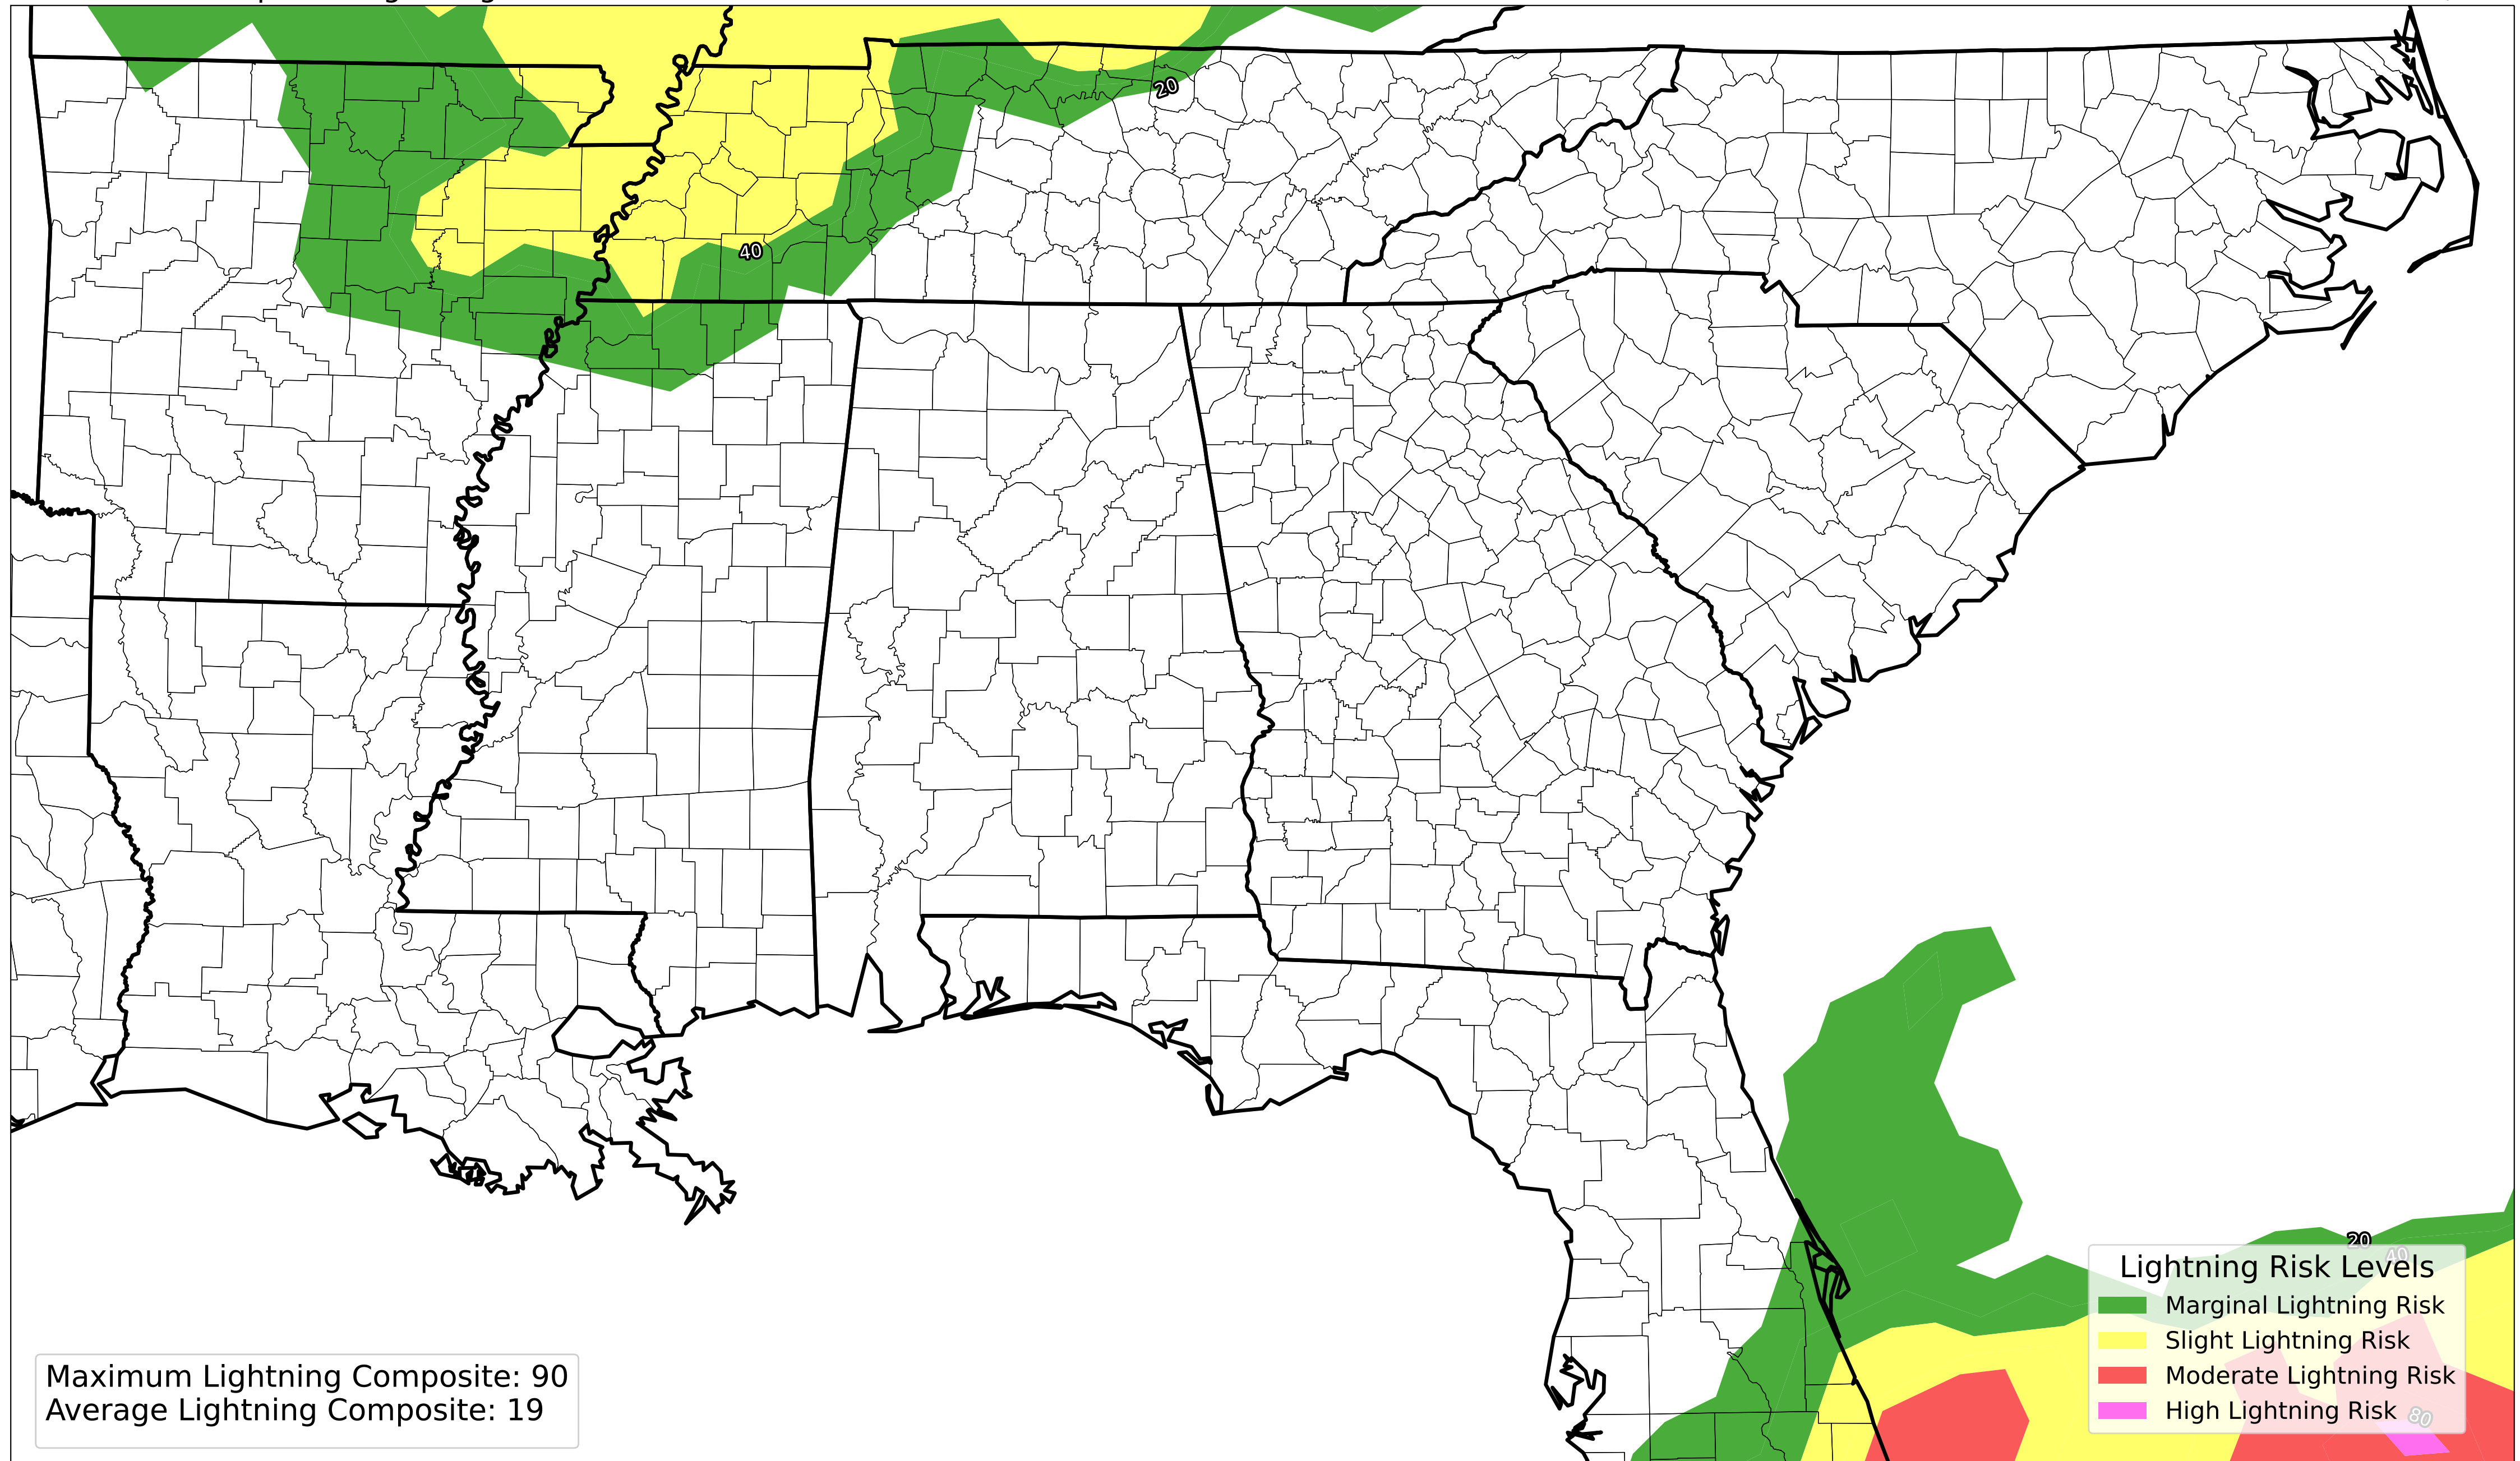 20
40
20
40
Lightning Risk Levels
Marginal Lightning Risk
Slight Lightning Risk
Moderate Lightning Risk
High Lightning Risk
80
Maximum Lightning Composite: 90
Average Lightning Composite: 19